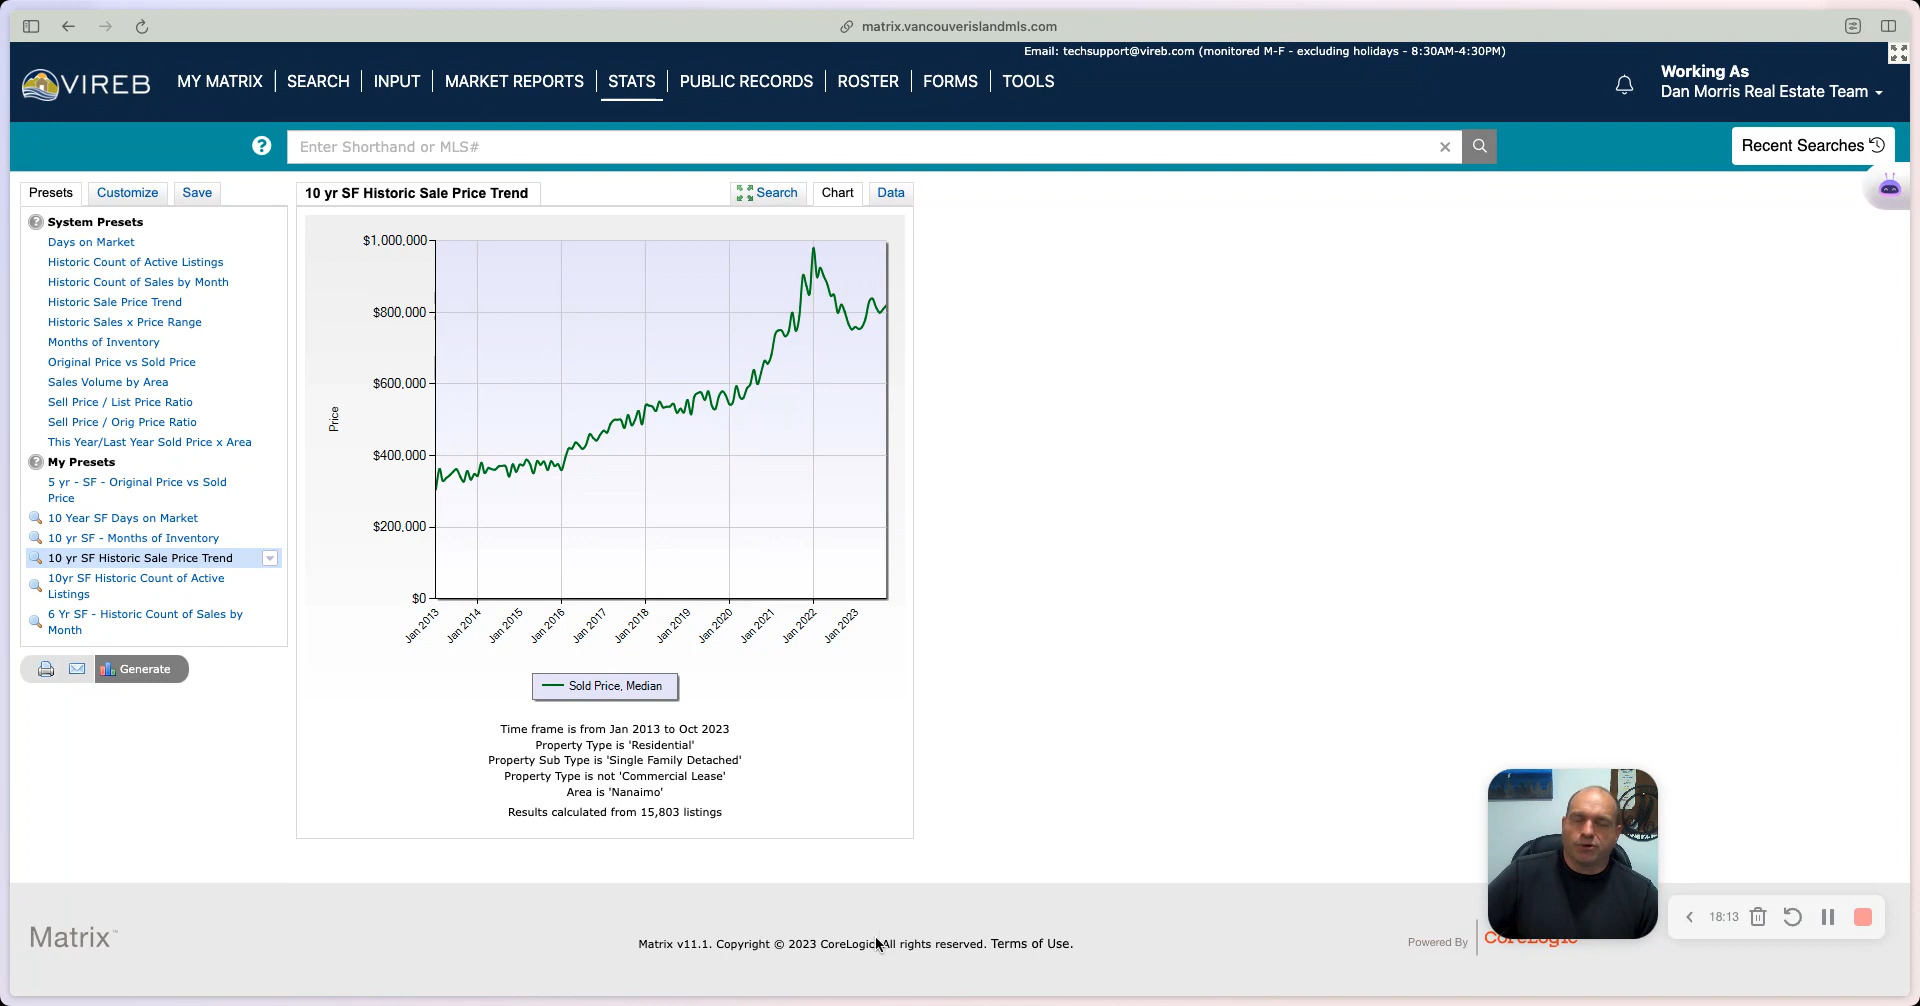 matrix.vancouverislandmls.com
Email: techsupport@vireb.com (monitored M-F - excluding holidays - 8:30AM-4:30PM)
VIREB
MY MATRIX
SEARCH
INPUT
MARKET REPORTS
STATS
PUBLIC RECORDS
ROSTER
FORMS
TOOLS
Working As
Dan Morris Real Estate Team
?
Enter Shorthand or MLS#
Recent Searches
Presets
Customize
Save
? System Presets
Days on Market
Historic Count of Active Listings
Historic Count of Sales by Month
Historic Sale Price Trend
Historic Sales x Price Range
Months of Inventory
Original Price vs Sold Price
Sales Volume by Area
Sell Price / List Price Ratio
Sell Price / Orig Price Ratio
This Year/Last Year Sold Price x Area
? My Presets
5 yr - SF - Original Price vs Sold
Price
10 Year SF Days on Market
10 yr SF - Months of Inventory
10 yr SF Historic Sale Price Trend
10yr SF Historic Count of Active
Listings
6 Yr SF - Historic Count of Sales by
Month
Generate
10 yr SF Historic Sale Price Trend
Search
Chart
Data
$1,000,000
$800,000
$600,000
$400,000
$200,000
$0
Price
Jan 2013
Jan 2014
Jan 2015
Jan 2016
Jan 2017
Jan 2018
Jan 2019
Jan 2020
Jan 2021
Jan 2022
Jan 2023
Sold Price, Median
Time frame is from Jan 2013 to Oct 2023
Property Type is 'Residential'
Property Sub Type is 'Single Family Detached'
Property Type is not 'Commercial Lease'
Area is 'Nanaimo'
Results calculated from 15,803 listings
Matrix™
Matrix v11.1. Copyright © 2023 CoreLogic. All rights reserved. Terms of Use.
Powered By
CoreLogic
18:13